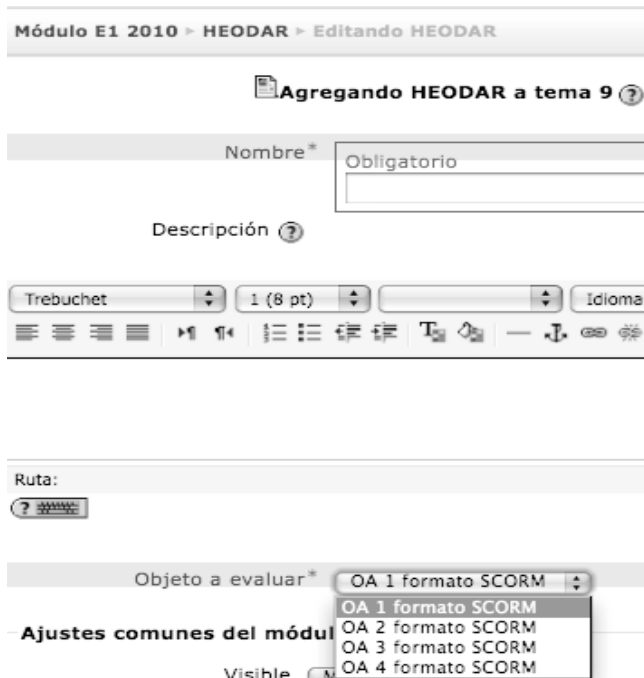 Módulo E1 2010 ► HEODAR ► Editando HEODAR
Agregando HEODAR a tema 9 ?
Nombre*
Obligatorio
Descripción ?
Trebuchet 1 (8 pt) Idioma
Ruta:
?
Objeto a evaluar* OA 1 formato SCORM
OA 1 formato SCORM
OA 2 formato SCORM
OA 3 formato SCORM
OA 4 formato SCORM
Ajustes comunes del módul
Visible